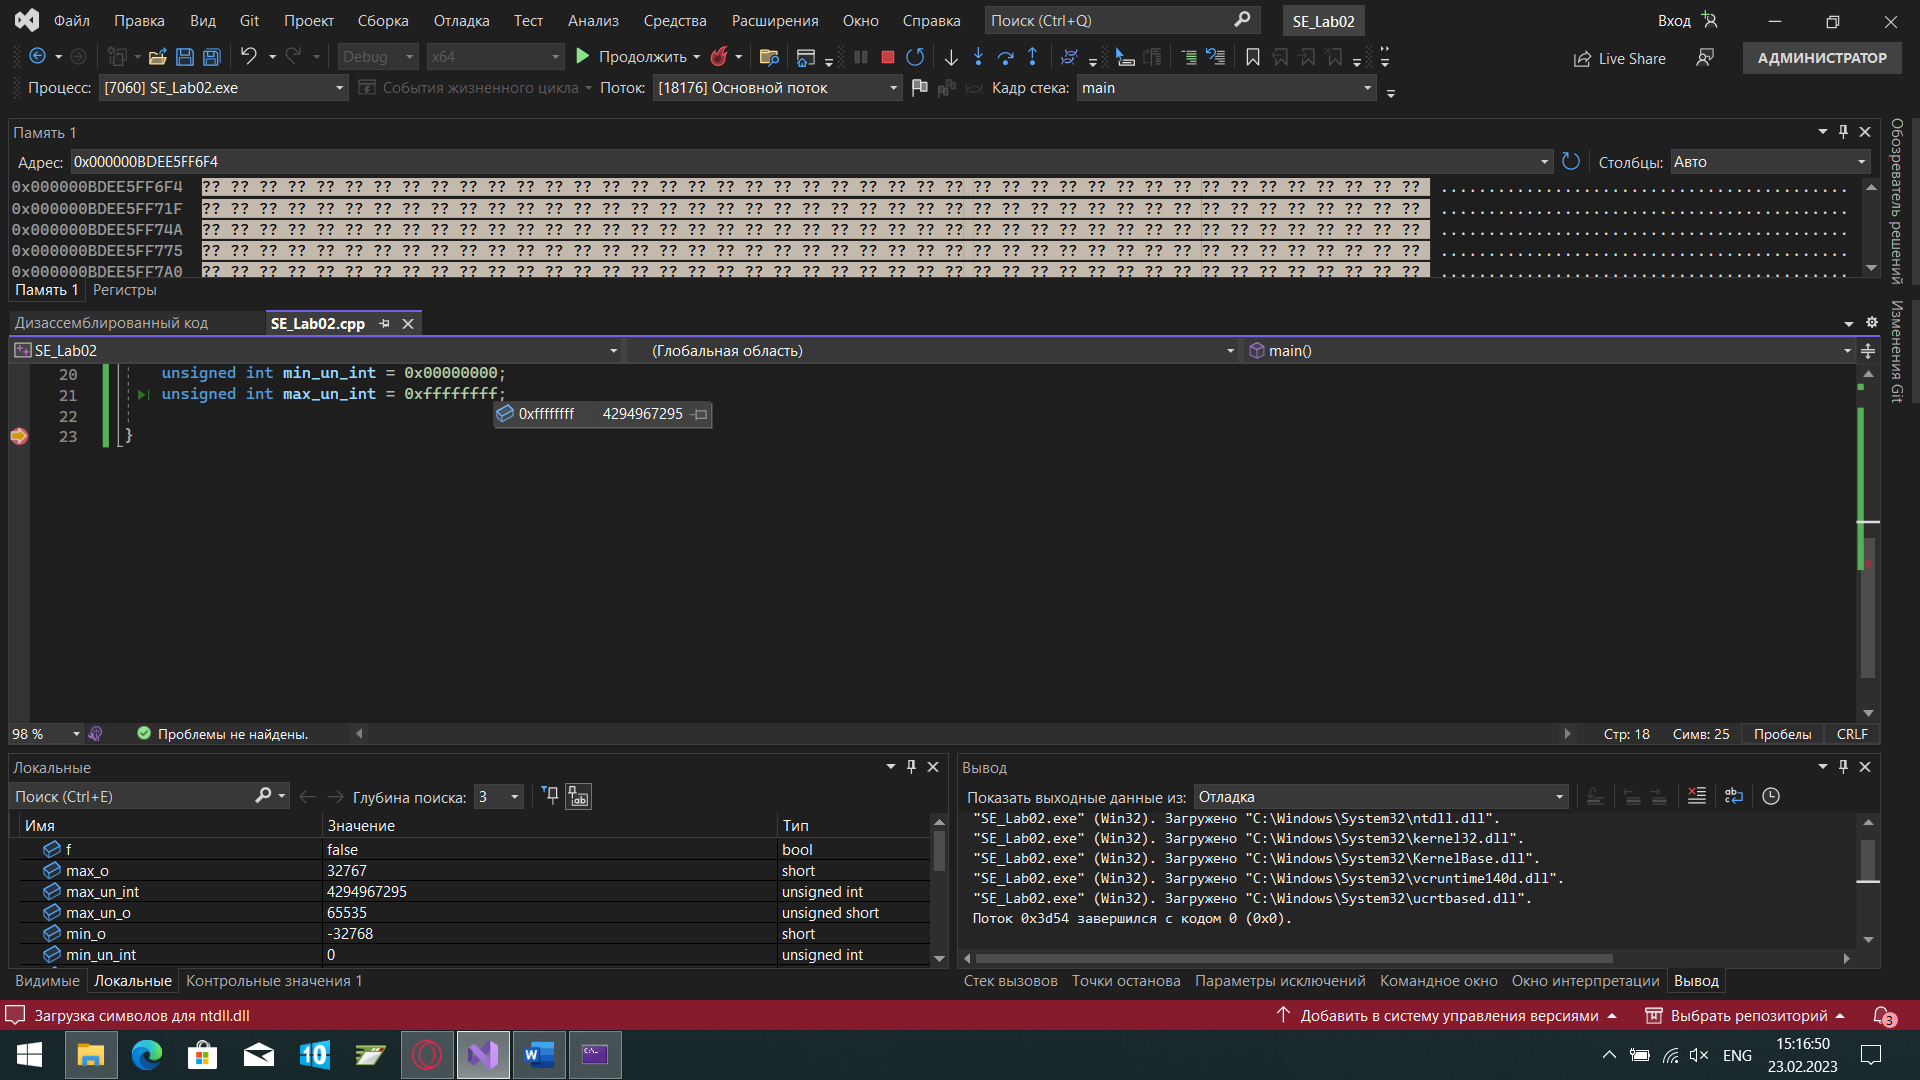 Файл Правка Вид Git Проект Сборка Отладка Тест Анализ Средства Расширения Окно Справка Поиск (Ctrl+Q) SE_Lab02 Вход
Debug x64 Продолжить Live Share АДМИНИСТРАТОР
Процесс: [7060] SE_Lab02.exe События жизненного цикла Поток: [18176] Основной поток Кадр стека: main
Память 1
Адрес: 0x000000BDEE5FF6F4 Столбцы: Авто
0x000000BDEE5FF6F4 ?? ?? ?? ?? ?? ?? ?? ?? ?? ?? ?? ?? ?? ?? ?? ?? ?? ?? ?? ?? ?? ?? ?? ?? ?? ?? ?? ?? ?? ?? ?? ?? ?? ?? ?? ?? ?? ?? ?? ?? ?? ?? ?? ...........................................
0x000000BDEE5FF71F ?? ?? ?? ?? ?? ?? ?? ?? ?? ?? ?? ?? ?? ?? ?? ?? ?? ?? ?? ?? ?? ?? ?? ?? ?? ?? ?? ?? ?? ?? ?? ?? ?? ?? ?? ?? ?? ?? ?? ?? ?? ?? ?? ...........................................
0x000000BDEE5FF74A ?? ?? ?? ?? ?? ?? ?? ?? ?? ?? ?? ?? ?? ?? ?? ?? ?? ?? ?? ?? ?? ?? ?? ?? ?? ?? ?? ?? ?? ?? ?? ?? ?? ?? ?? ?? ?? ?? ?? ?? ?? ?? ?? ...........................................
0x000000BDEE5FF775 ?? ?? ?? ?? ?? ?? ?? ?? ?? ?? ?? ?? ?? ?? ?? ?? ?? ?? ?? ?? ?? ?? ?? ?? ?? ?? ?? ?? ?? ?? ?? ?? ?? ?? ?? ?? ?? ?? ?? ?? ?? ?? ?? ...........................................
0x000000BDEE5FF7A0 ?? ?? ?? ?? ?? ?? ?? ?? ?? ?? ?? ?? ?? ?? ?? ?? ?? ?? ?? ?? ?? ?? ?? ?? ?? ?? ?? ?? ?? ?? ?? ?? ?? ?? ?? ?? ?? ?? ?? ?? ?? ?? ?? ...........................................
Память 1 Регистры
Обозреватель решений
Изменения Git
Дизассемблированный код SE_Lab02.cpp
SE_Lab02 (Глобальная область) main()
20 unsigned int min_un_int = 0x00000000;
21 unsigned int max_un_int = 0xffffffff;
22 0xffffffff 4294967295
23 }
98 % Проблемы не найдены. Стр: 18 Симв: 25 Пробелы CRLF
Локальные
Поиск (Ctrl+E) Глубина поиска: 3
Имя Значение Тип
f false bool
max_o 32767 short
max_un_int 4294967295 unsigned int
max_un_o 65535 unsigned short
min_o -32768 short
min_un_int 0 unsigned int
Видимые Локальные Контрольные значения 1
Вывод
Показать выходные данные из: Отладка
"SE_Lab02.exe" (Win32). Загружено "C:\Windows\System32\ntdll.dll".
"SE_Lab02.exe" (Win32). Загружено "C:\Windows\System32\kernel32.dll".
"SE_Lab02.exe" (Win32). Загружено "C:\Windows\System32\KernelBase.dll".
"SE_Lab02.exe" (Win32). Загружено "C:\Windows\System32\vcruntime140d.dll".
"SE_Lab02.exe" (Win32). Загружено "C:\Windows\System32\ucrtbased.dll".
Поток 0x3d54 завершился с кодом 0 (0x0).
Стек вызовов Точки останова Параметры исключений Командное окно Окно интерпретации Вывод
Загрузка символов для ntdll.dll Добавить в систему управления версиями Выбрать репозиторий 3
10 W ENG 15:16:50
23.02.2023